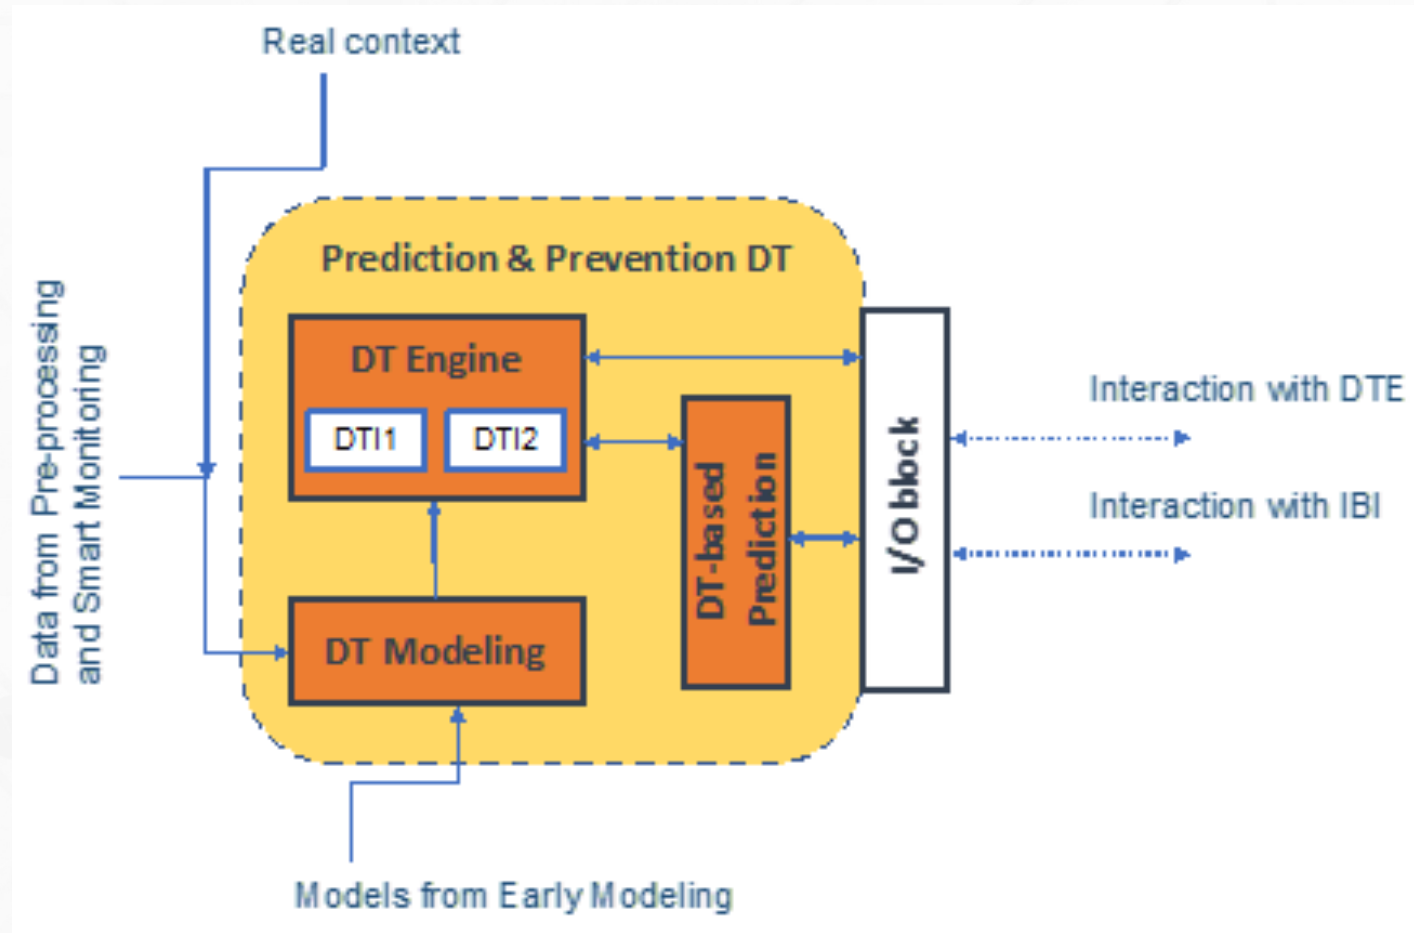 Real context
Prediction & Prevention DT
Data from Pre-processing
and Smart Monitoring
DT Engine
DTI1
DTI2
DT-based
Prediction
I/O block
Interaction with DTE
Interaction with IBI
DT Modeling
Models from Early Modeling